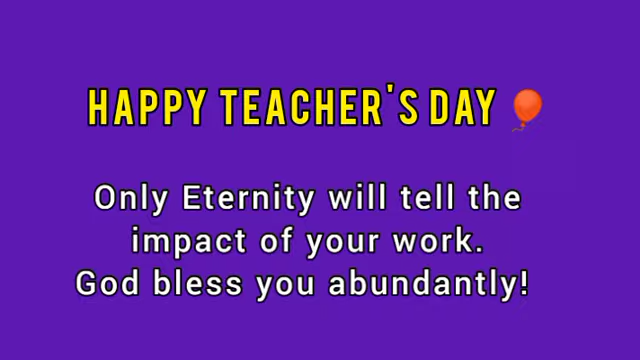 HAPPY TEACHER'S DAY 🎈
Only Eternity will tell the
impact of your work.
God bless you abundantly!